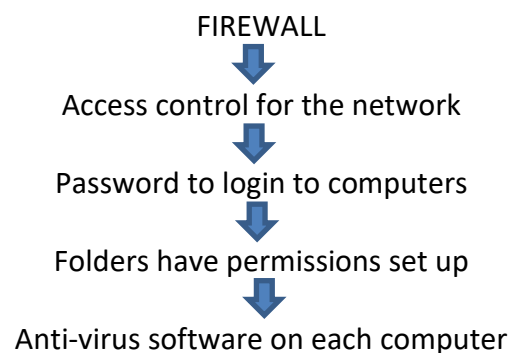 FIREWALL
Access control for the network
Password to login to computers
Folders have permissions set up
Anti-virus software on each computer